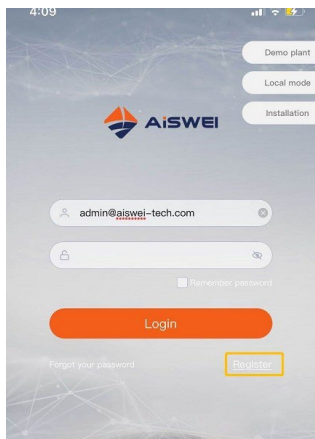 4:09
Demo plant
Local mode
Installation
AiSWEI
admin@aiswei-tech.com
Remember password
Login
Forgot your password
Register